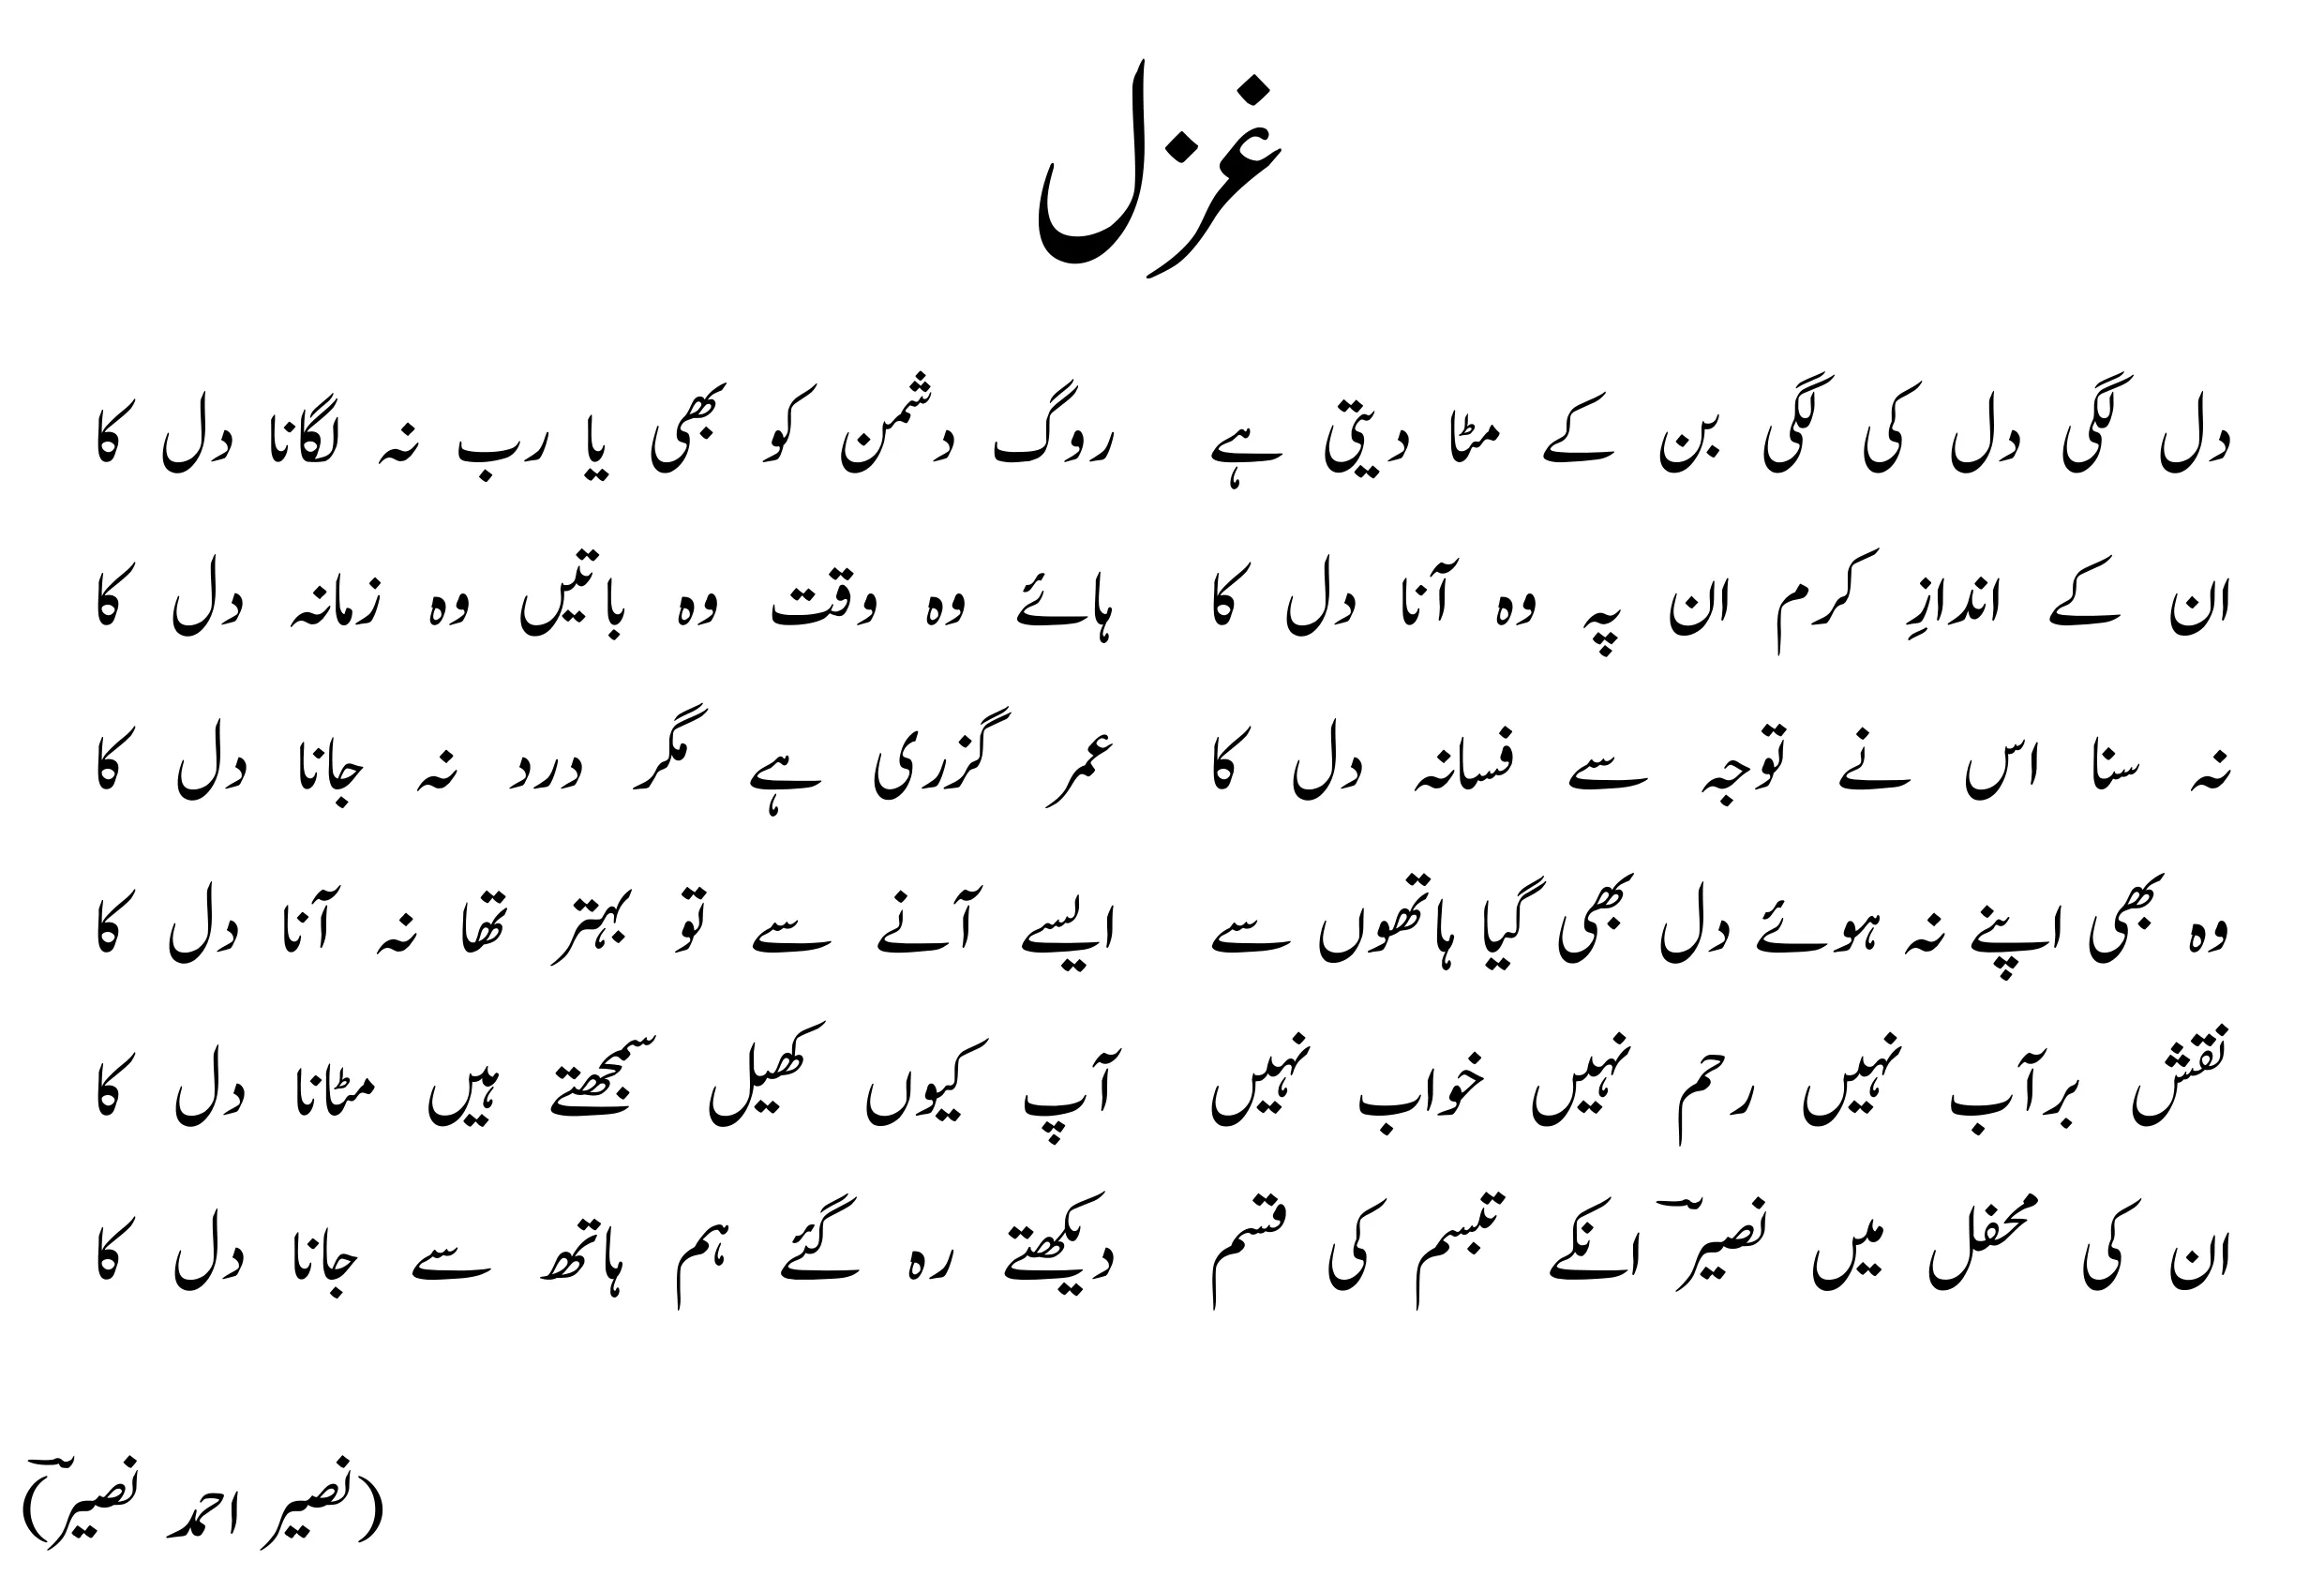 غزل
دل لگی دل کی لگی بن کے مٹا دیتی ہے روگ دشمن کو بھی یا رب نہ لگانا دل کا
ان کے اندازِ کرم ان پہ وہ آنا دل کا ہائے وہ وقت وہ باتیں وہ زمانہ دل کا
نہ سنا اس نے توجہ سے فسانہ دل کا عمر گزری ہے مگر درد نہ جانا دل کا
وہ بھی اپنے نہ سوئے دل بھی گیا ہاتھوں سے ایسے آنے سے تو بہتر تھا نہ آنا دل کا
نقش بر آب نہیں حم نہیں خواب نہیں آپ کیوں کھیل سمجھتے ہیں مٹانا دل کا
ان کی محفل میں نصیرؔ انکے تبسم کی قسم کیھتے رہ گئے ہم ہاتھ سے جانا دل کا
(نصیر احمد نصیرؔ)